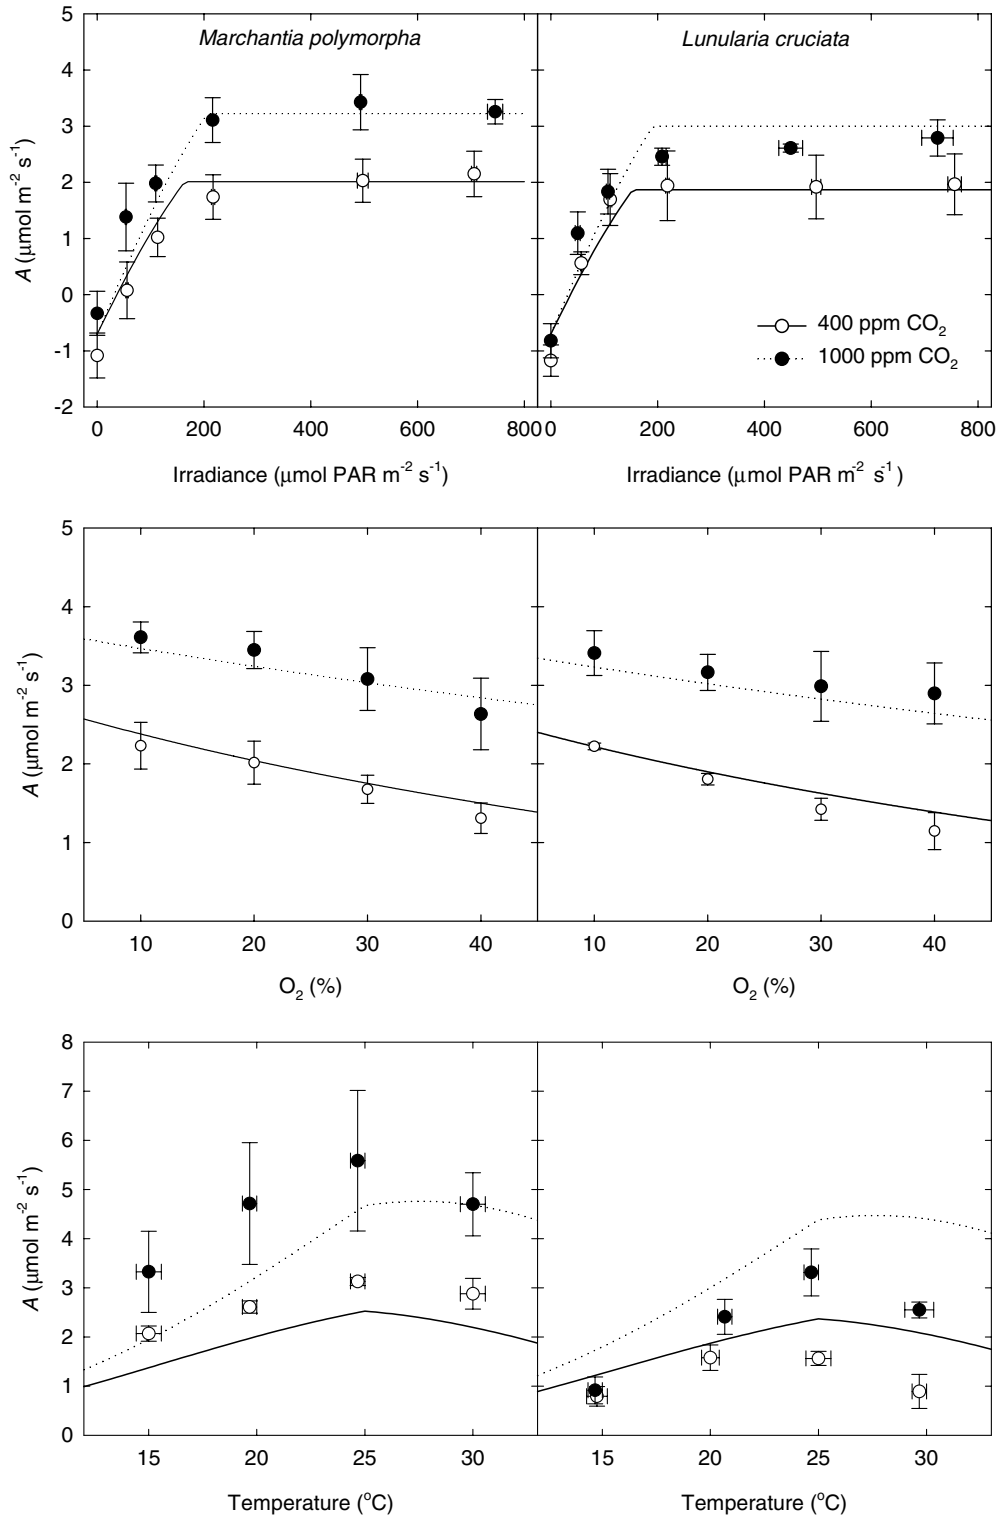 Marchantia polymorpha
Lunularia cruciata
5
4
3
2
1
0
-1
-2
A (μmol m⁻² s⁻¹)
400 ppm CO₂
1000 ppm CO₂
0 200 400 600 800 0 200 400 600 800
Irradiance (μmol PAR m⁻² s⁻¹) Irradiance (μmol PAR m⁻² s⁻¹)
5
4
3
2
1
0
A (μmol m⁻² s⁻¹)
10 20 30 40 10 20 30 40
O₂ (%) O₂ (%)
8
7
6
5
4
3
2
1
0
A (μmol m⁻² s⁻¹)
15 20 25 30 15 20 25 30
Temperature (°C) Temperature (°C)